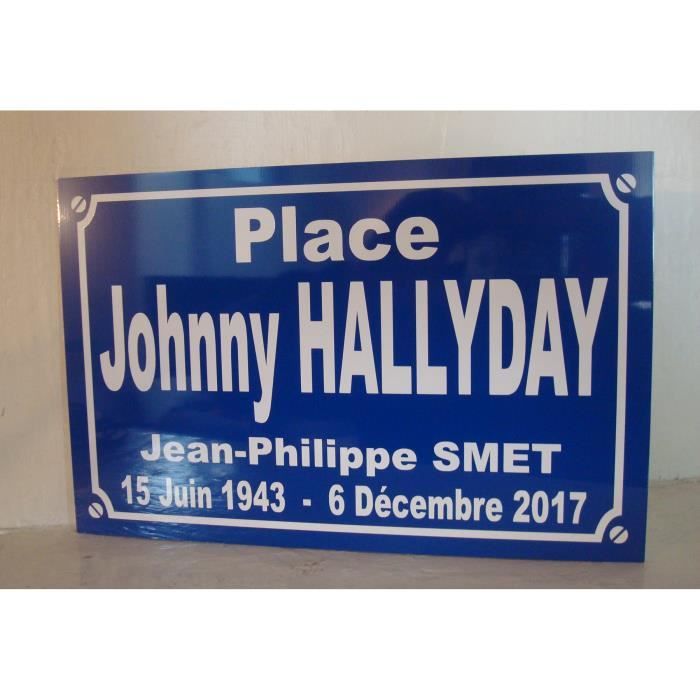 Place
Johnny HALLYDAY
Jean-Philippe SMET
15 Juin 1943 - 6 Décembre 2017